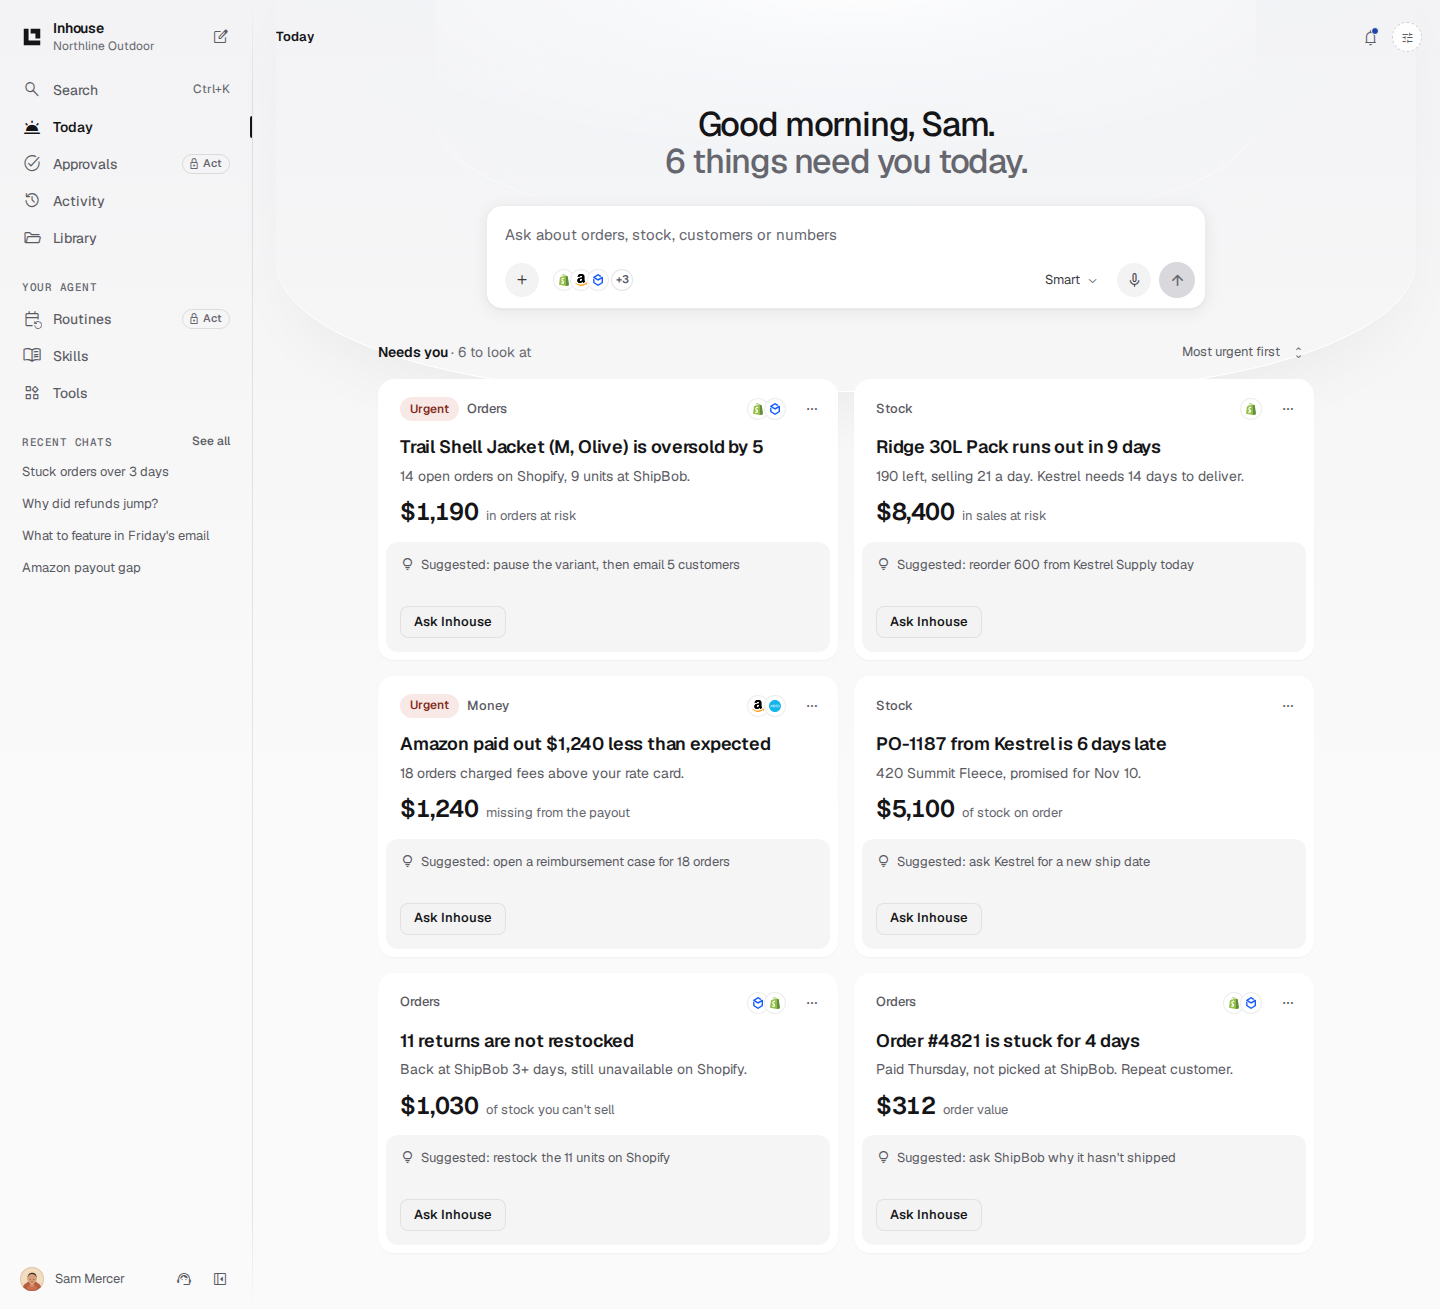 Inhouse
Northline Outdoor
Search Ctrl+K
Today
Approvals Act
Activity
Library
YOUR AGENT
Routines Act
Skills
Tools
RECENT CHATS See all
Stuck orders over 3 days
Why did refunds jump?
What to feature in Friday's email
Amazon payout gap
Sam Mercer
Today
Good morning, Sam.
6 things need you today.
Ask about orders, stock, customers or numbers
+3 Smart
Needs you · 6 to look at
Most urgent first
Urgent Orders
Trail Shell Jacket (M, Olive) is oversold by 5
14 open orders on Shopify, 9 units at ShipBob.
$1,190 in orders at risk
Suggested: pause the variant, then email 5 customers
Ask Inhouse
Stock
Ridge 30L Pack runs out in 9 days
190 left, selling 21 a day. Kestrel needs 14 days to deliver.
$8,400 in sales at risk
Suggested: reorder 600 from Kestrel Supply today
Ask Inhouse
Urgent Money
Amazon paid out $1,240 less than expected
18 orders charged fees above your rate card.
$1,240 missing from the payout
Suggested: open a reimbursement case for 18 orders
Ask Inhouse
Stock
PO-1187 from Kestrel is 6 days late
420 Summit Fleece, promised for Nov 10.
$5,100 of stock on order
Suggested: ask Kestrel for a new ship date
Ask Inhouse
Orders
11 returns are not restocked
Back at ShipBob 3+ days, still unavailable on Shopify.
$1,030 of stock you can't sell
Suggested: restock the 11 units on Shopify
Ask Inhouse
Orders
Order #4821 is stuck for 4 days
Paid Thursday, not picked at ShipBob. Repeat customer.
$312 order value
Suggested: ask ShipBob why it hasn't shipped
Ask Inhouse